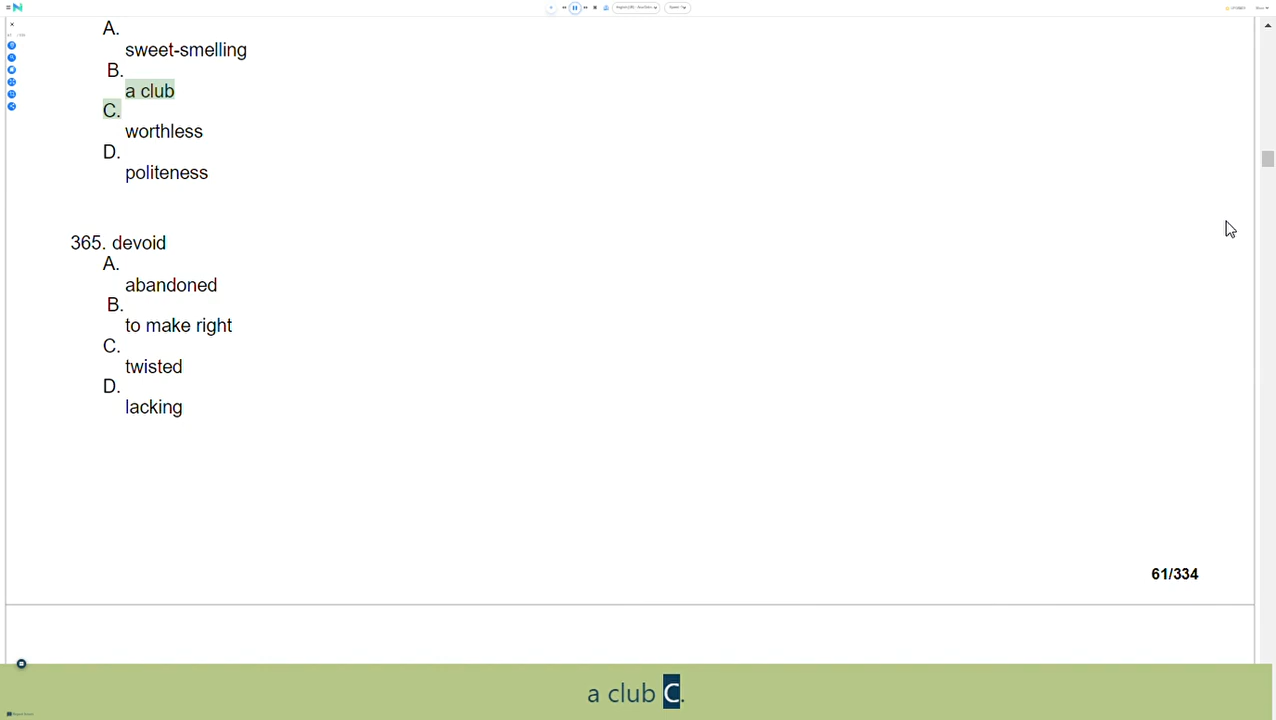 A.
sweet-smelling
B.
a club
C.
worthless
D.
politeness
365. devoid
A.
abandoned
B.
to make right
C.
twisted
D.
lacking
61/334
a club C.